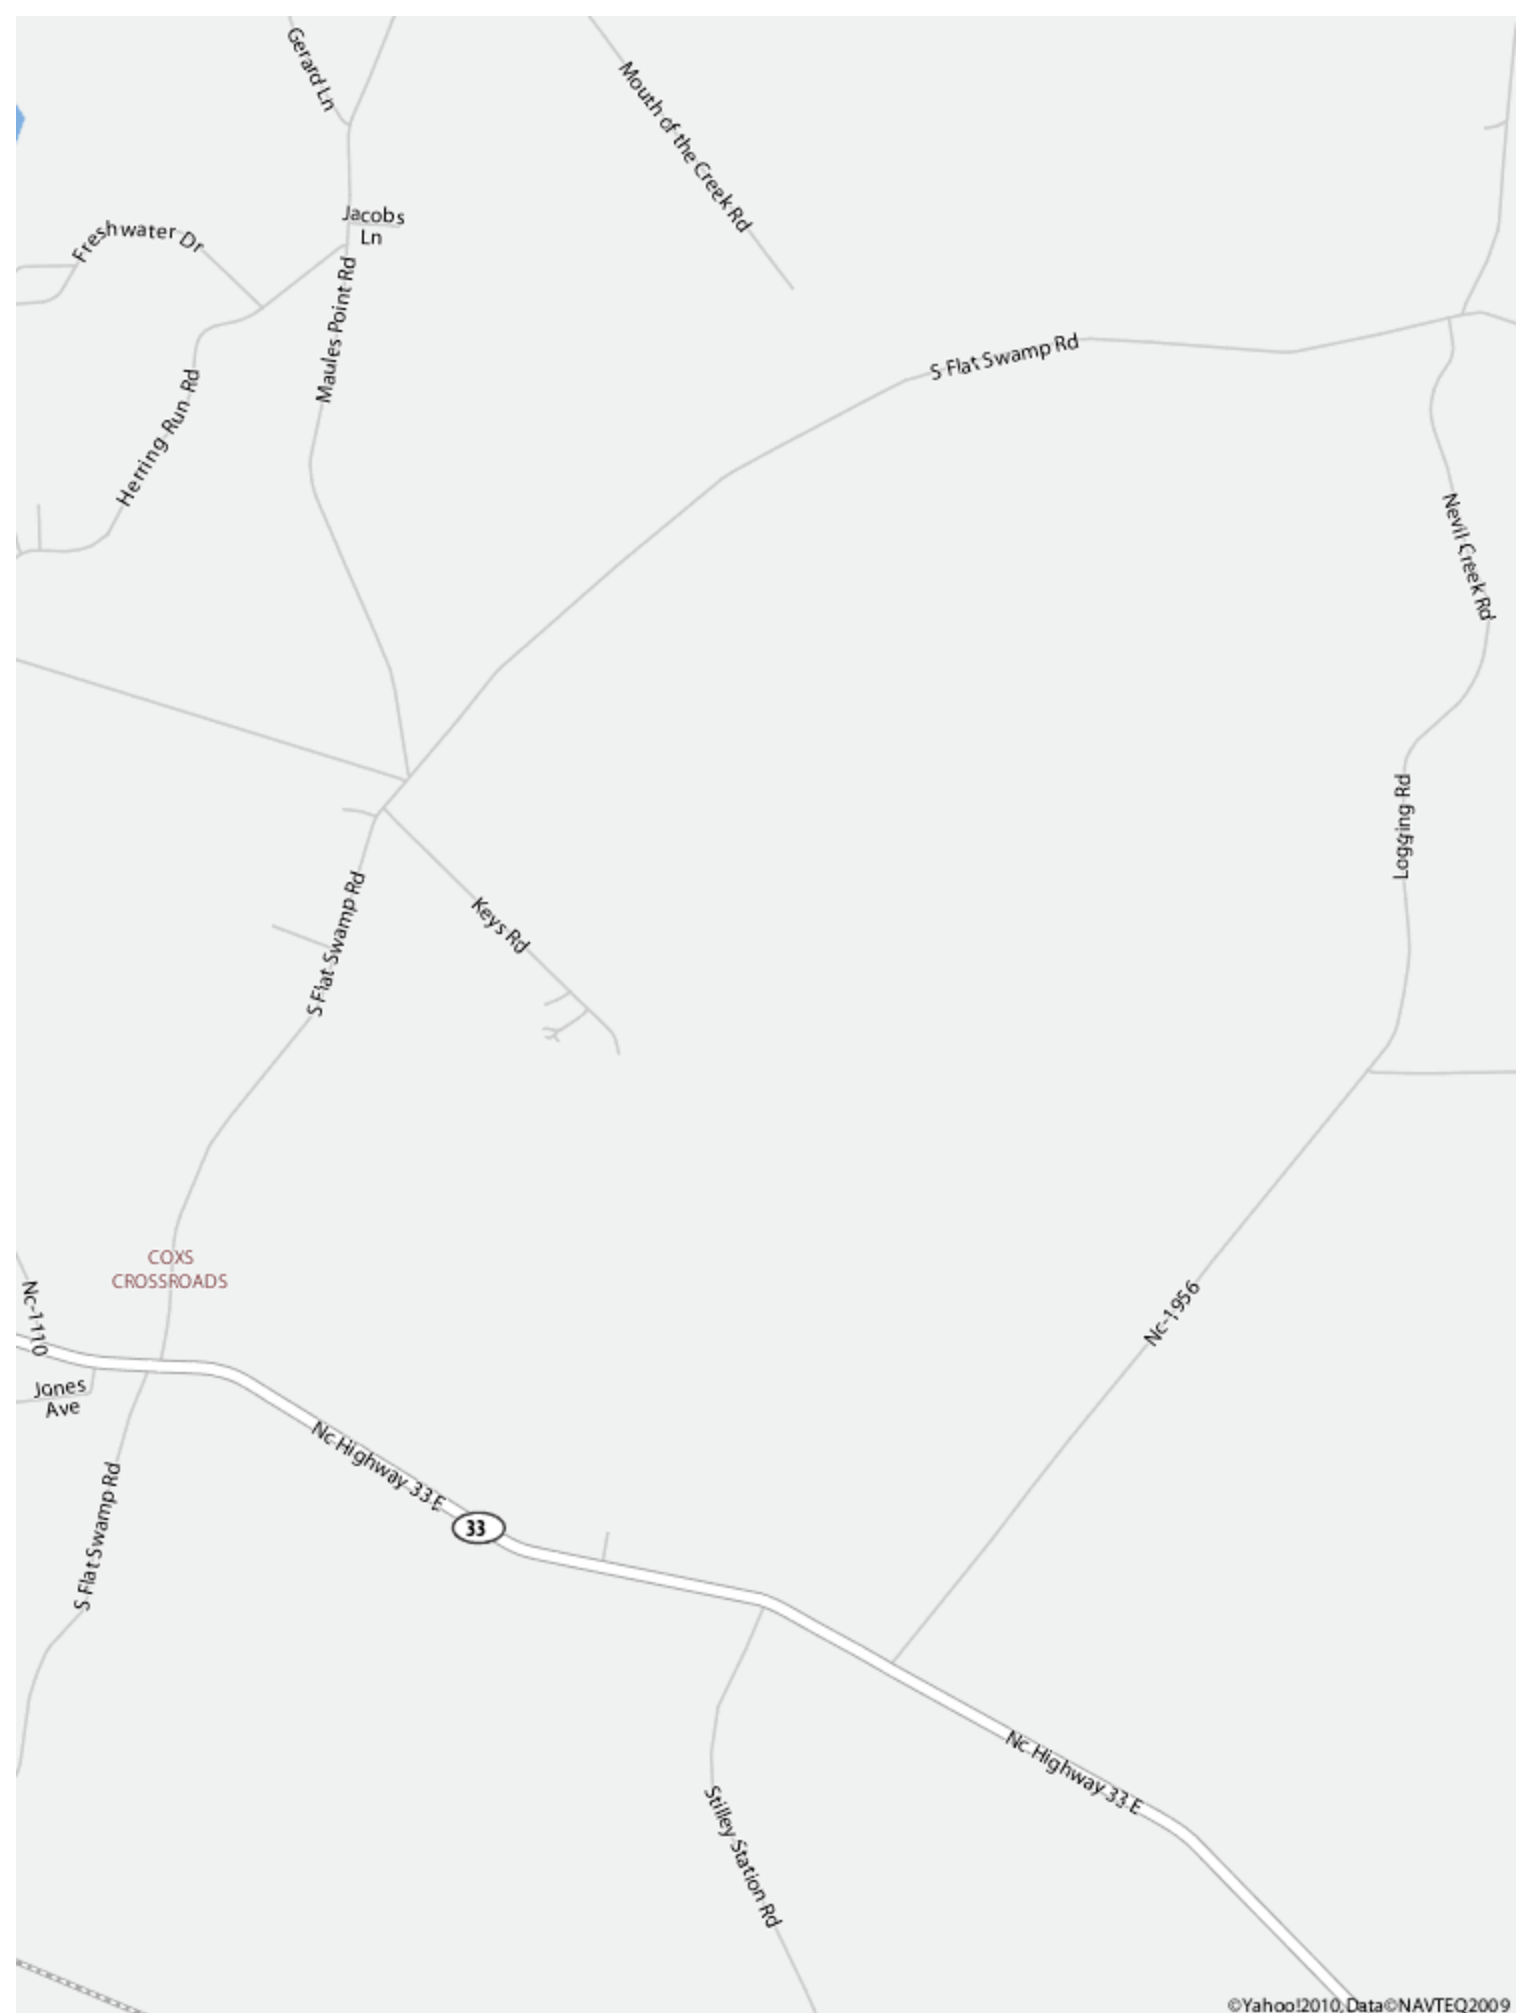 Gerard Ln
Mouth of the Creek Rd
Jacobs
Ln
Freshwater Dr
Maules Point Rd
S Flat Swamp Rd
Herring Run Rd
Nevil Creek Rd
Logging Rd
S Flat Swamp Rd
Keys Rd
COXS
CROSSROADS
Nc-1110
Nc-1956
Jones
Ave
Nc Highway 33 E
33
S Flat Swamp Rd
Nc Highway 33 E
Stilley Station Rd
©Yahoo!2010, Data©NAVTEQ2009